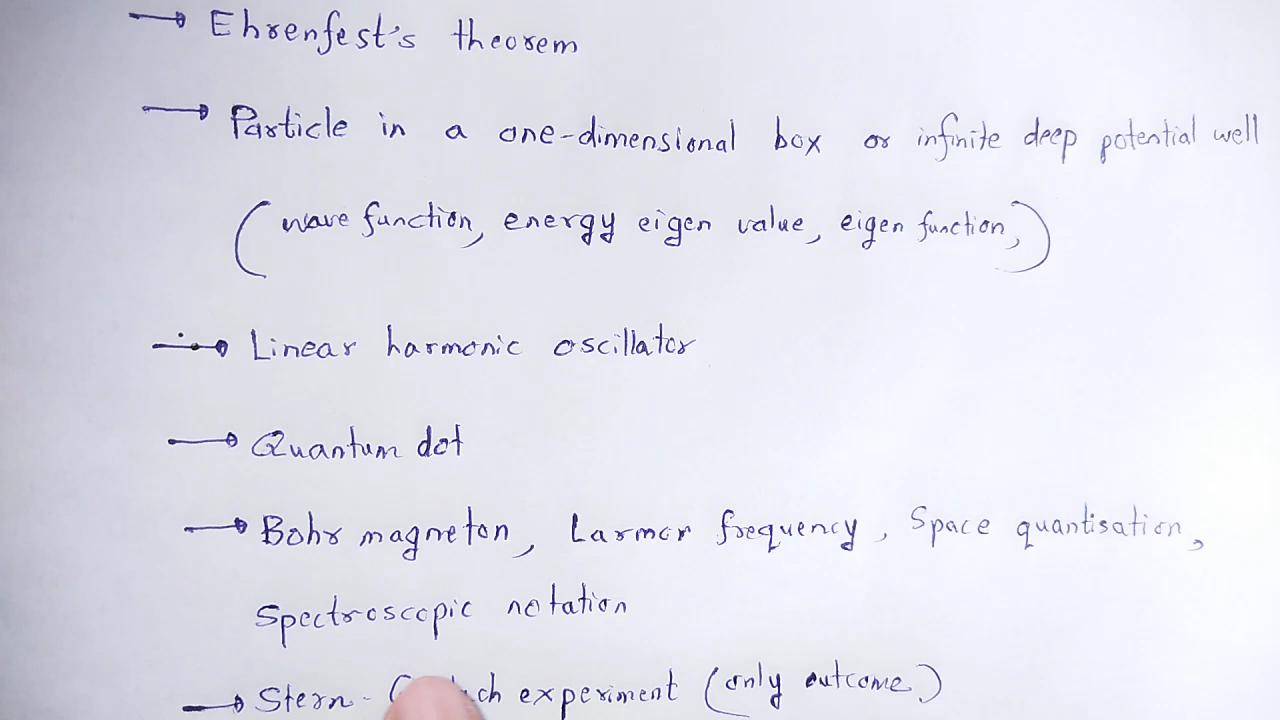 → Ehrenfest's theorem
→ Particle in a one-dimensional box or infinite deep potential well
(wave function, energy eigen value, eigen function,)
→ Linear harmonic oscillator
→ Quantum dot
→ Bohr magneton, Larmor frequency, Space quantisation,
Spectroscopic notation
→ Stern- experiment (only outcome)